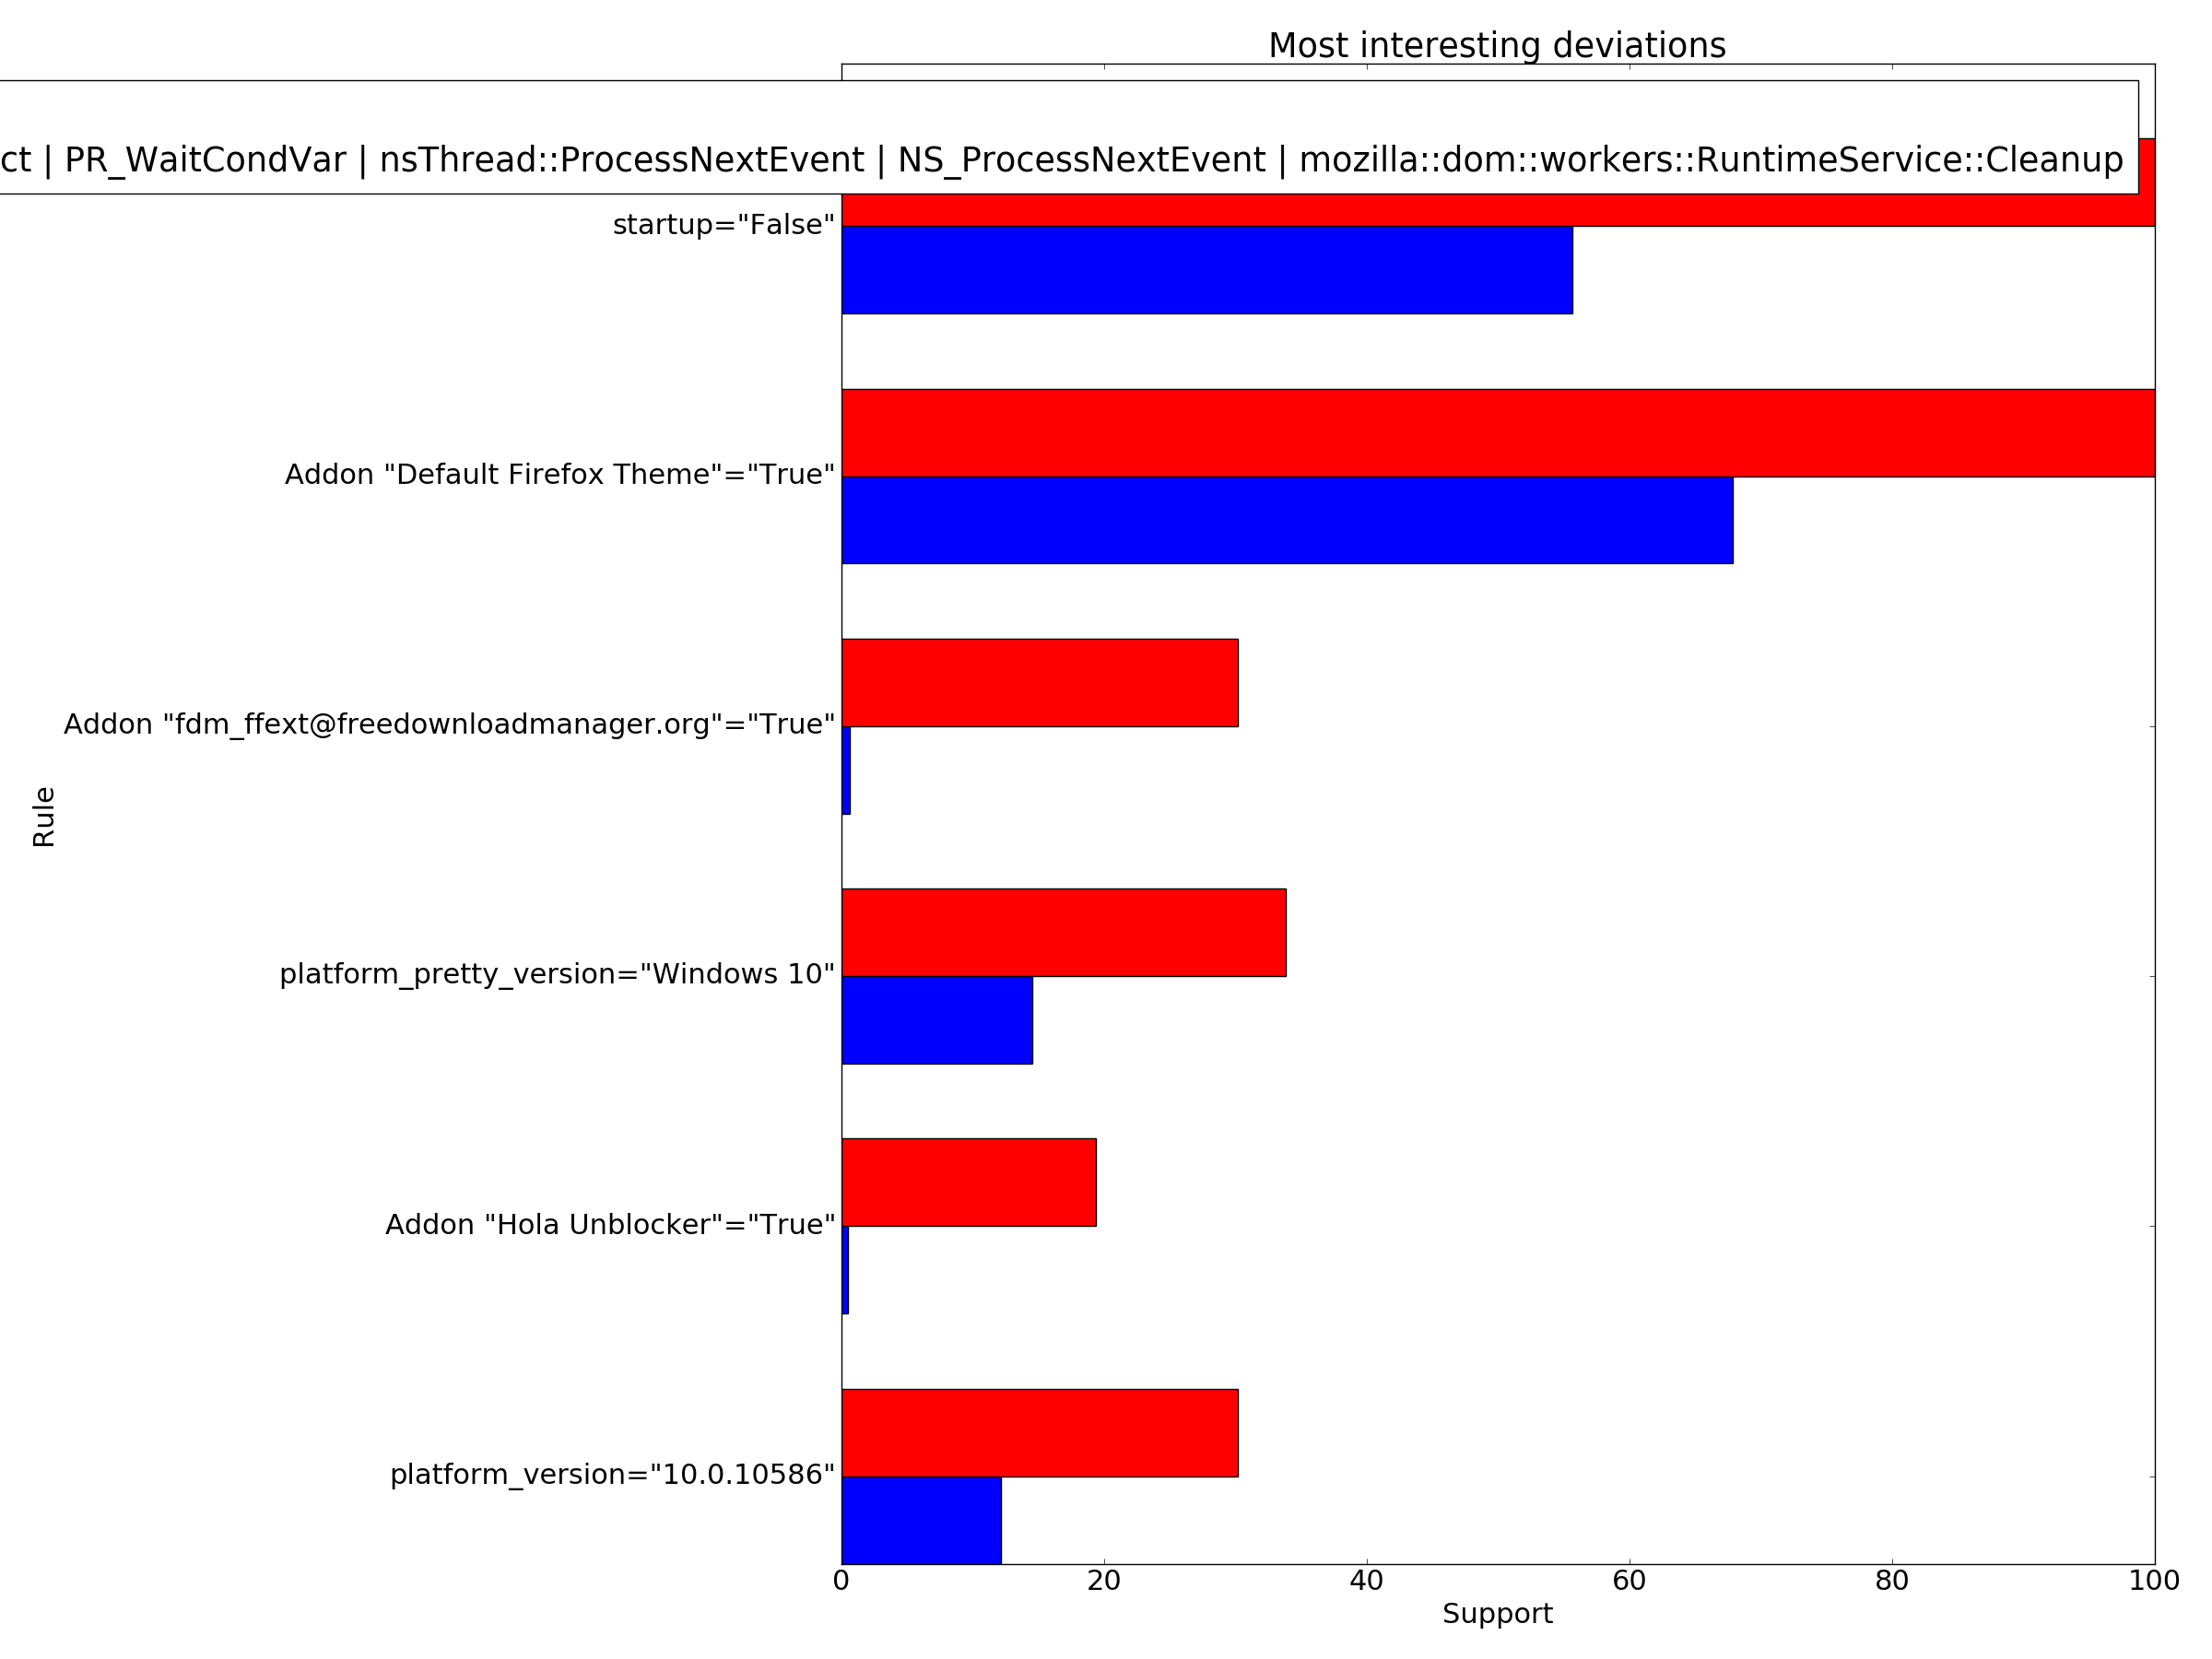 Most interesting deviations
ct | PR_WaitCondVar | nsThread::ProcessNextEvent | NS_ProcessNextEvent | mozilla::dom::workers::RuntimeService::Cleanup
startup="False"
Addon "Default Firefox Theme"="True"
Addon "fdm_ffext@freedownloadmanager.org"="True"
Rule
platform_pretty_version="Windows 10"
Addon "Hola Unblocker"="True"
platform_version="10.0.10586"
0 20 40 60 80 100
Support